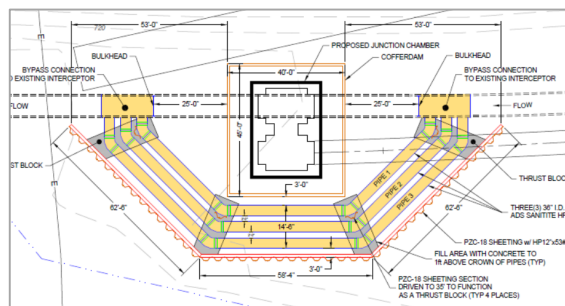 720
53'-0"
53'-0"
PROPOSED JUNCTION CHAMBER
COFFERDAM
BULKHEAD
BULKHEAD
BYPASS CONNECTION
TO EXISTING INTERCEPTOR
BYPASS CONNECTION
TO EXISTING INTERCEPTOR
40'-0"
25'-0"
25'-0"
FLOW
FLOW
E
UST BLOCK
THRUST BLOC
PIPE 1
PIPE 2
PIPE 3
3'-0"
THREE(3) 36" I.D.
ADS SANITITE HP
62'-6"
62'-6"
14'-6"
E
PZC-18 SHEETING w/ HP12"x53#
FILL AREA WITH CONCRETE TO
1ft ABOVE CROWN OF PIPES (TYP)
3'-0"
58'-4"
PZC-18 SHEETING SECTION
DRIVEN TO 35' TO FUNCTION
AS A THRUST BLOCK (TYP 4 PLACES)